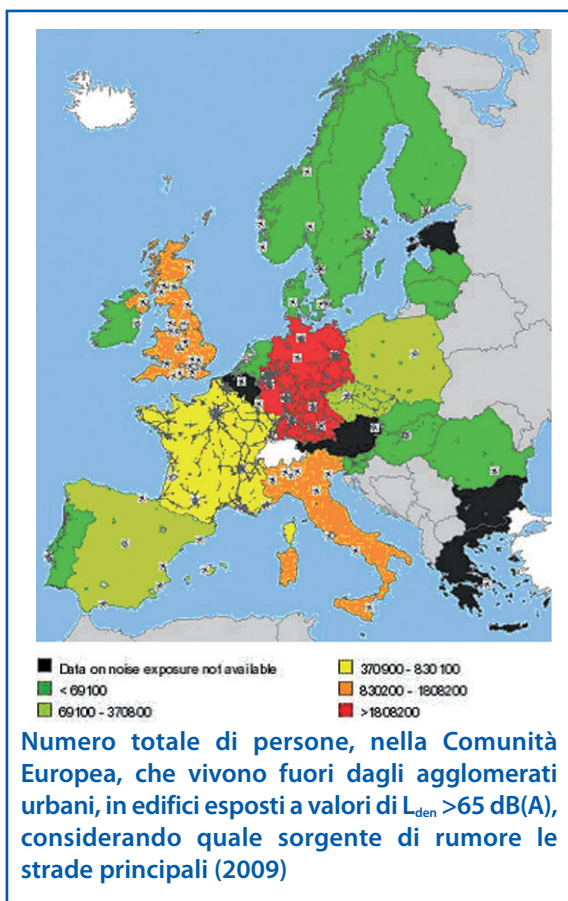 Data on noise exposure not available
< 69100
69100 - 370800
370900 - 830100
830200 - 1808200
>1808200
Numero totale di persone, nella Comunità
Europea, che vivono fuori dagli agglomerati
urbani, in edifici esposti a valori di Lden >65 dB(A),
considerando quale sorgente di rumore le
strade principali (2009)